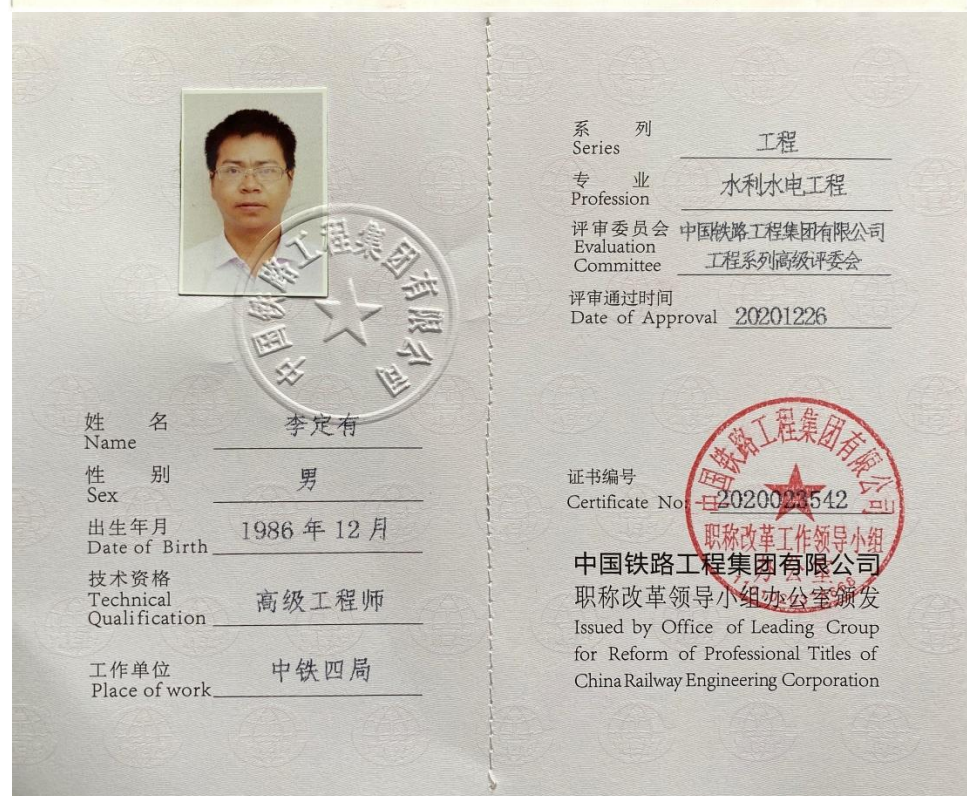 中国铁路工程集团有限公司
姓 名 李定有
Name
性 别 男
Sex
出生年月 1986 年 12 月
Date of Birth
技术资格
Technical 高级工程师
Qualification
工作单位 中铁四局
Place of work
系 列 工程
Series
专 业 水利水电工程
Profession
评审委员会 中国铁路工程集团有限公司
Evaluation 工程系列高级评委会
Committee
评审通过时间
Date of Approval 20201226
证书编号
Certificate No: 2020023542
中国铁路工程集团有限公司
职称改革工作领导小组
办公室
中国铁路工程集团有限公司
职称改革领导小组办公室颁发
Issued by Office of Leading Croup
for Reform of Professional Titles of
China Railway Engineering Corporation